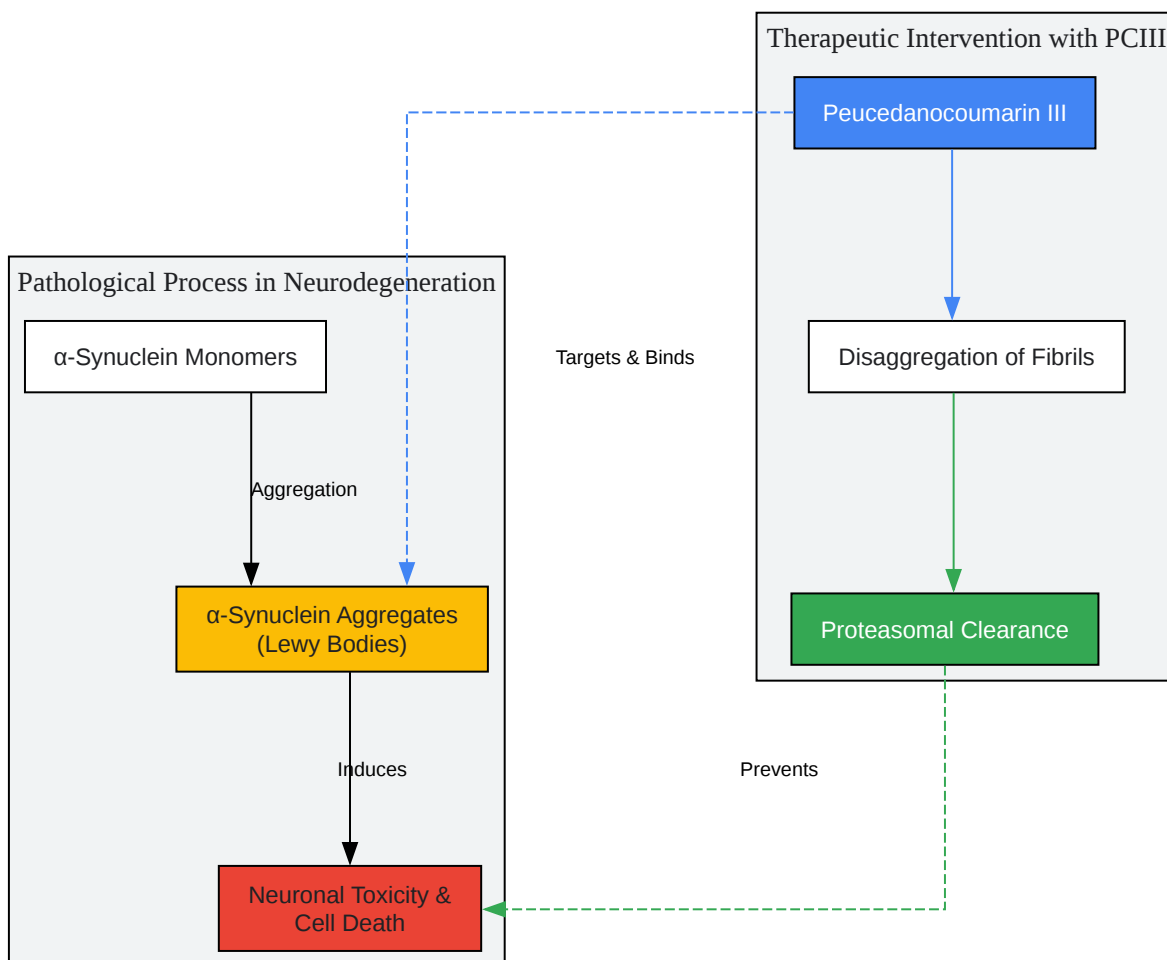 Therapeutic Intervention with PCIII
Peucedanocoumarin III
Pathological Process in Neurodegeneration
α-Synuclein Monomers
Targets & Binds
Disaggregation of Fibrils
Aggregation
α-Synuclein Aggregates
(Lewy Bodies)
Proteasomal Clearance
Induces
Prevents
Neuronal Toxicity &
Cell Death